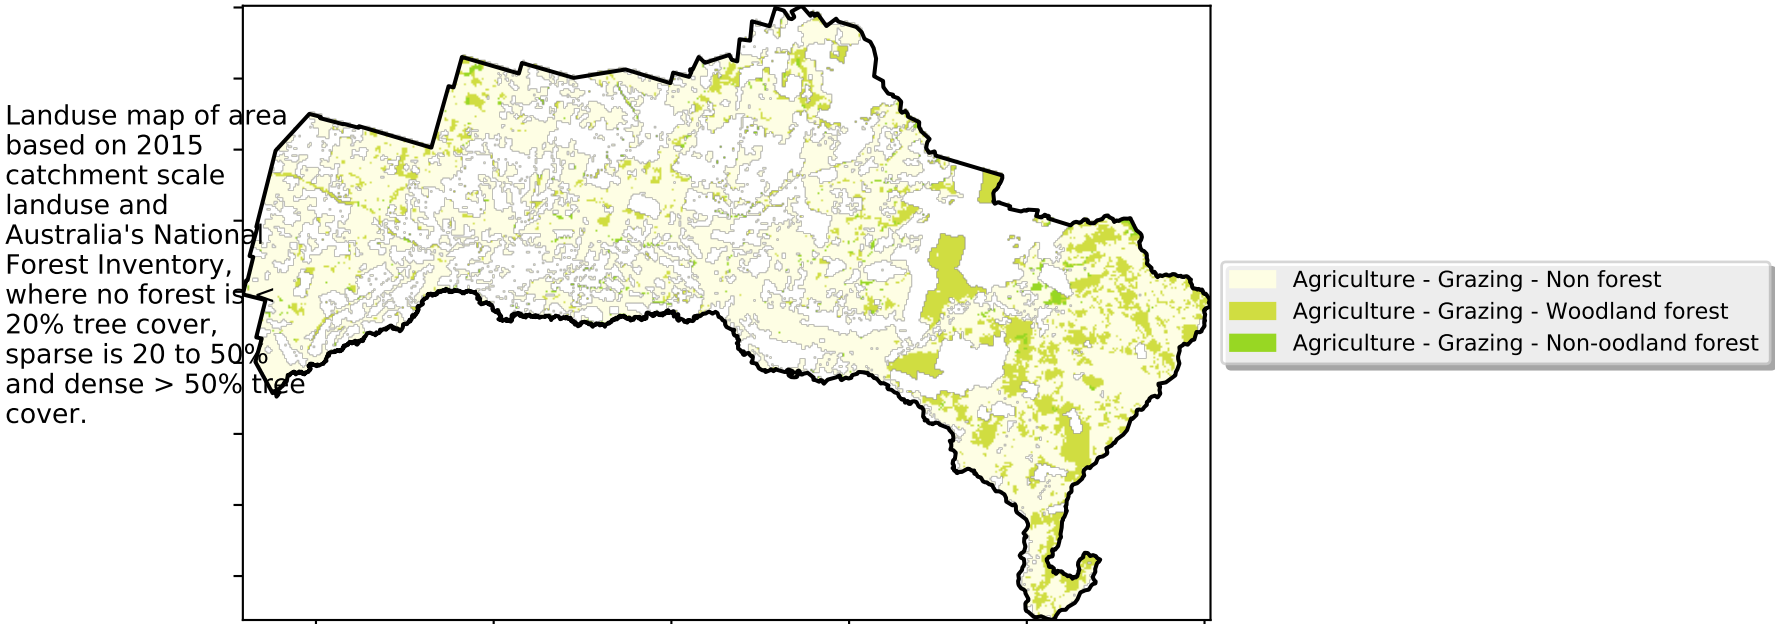 Landuse map of area
based on 2015
catchment scale
landuse and
Australia's National
Forest Inventory,
where no forest is <
20% tree cover,
sparse is 20 to 50%
and dense > 50% tree
cover.
Agriculture - Grazing - Non forest
Agriculture - Grazing - Woodland forest
Agriculture - Grazing - Non-oodland forest